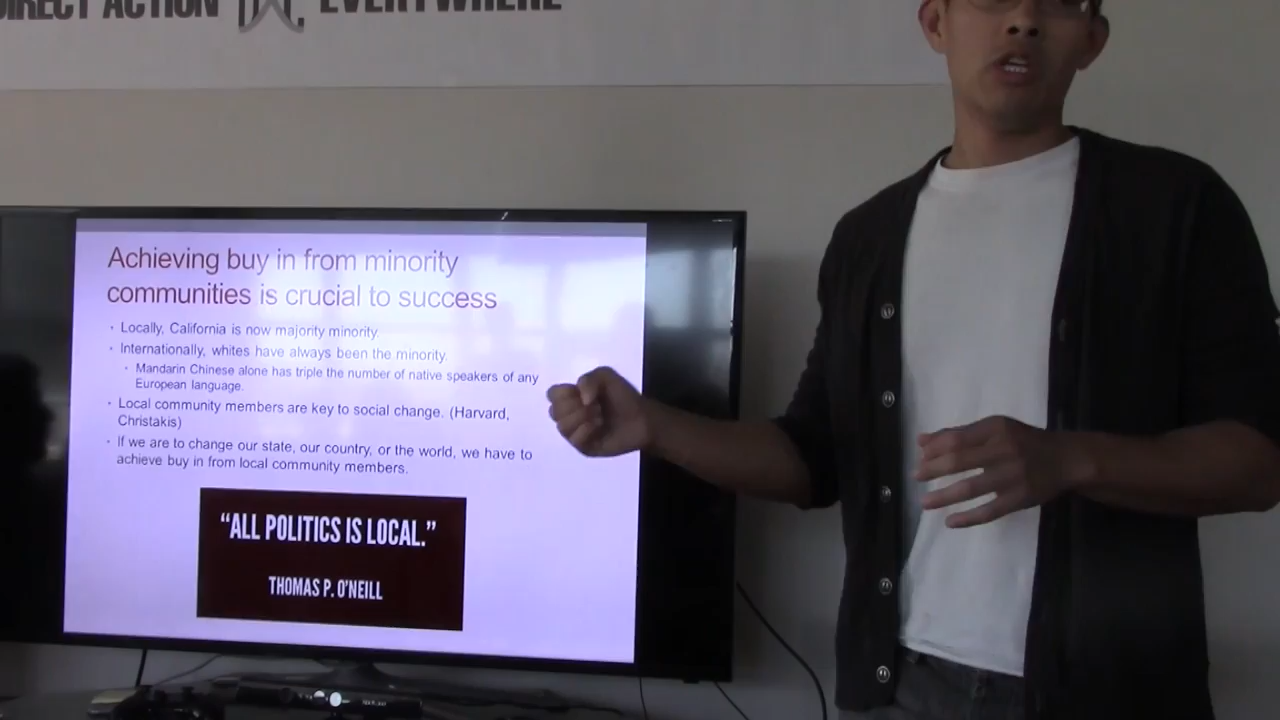 DIRECT ACTION EVERYWHERE
Achieving buy in from minority
communities is crucial to success
• Locally, California is now majority minority.
• Internationally, whites have always been the minority.
• Mandarin Chinese alone has triple the number of native speakers of any
European language.
• Local community members are key to social change. (Harvard,
Christakis)
• If we are to change our state, our country, or the world, we have to
achieve buy in from local community members.
“ALL POLITICS IS LOCAL.”
THOMAS P. O’NEILL